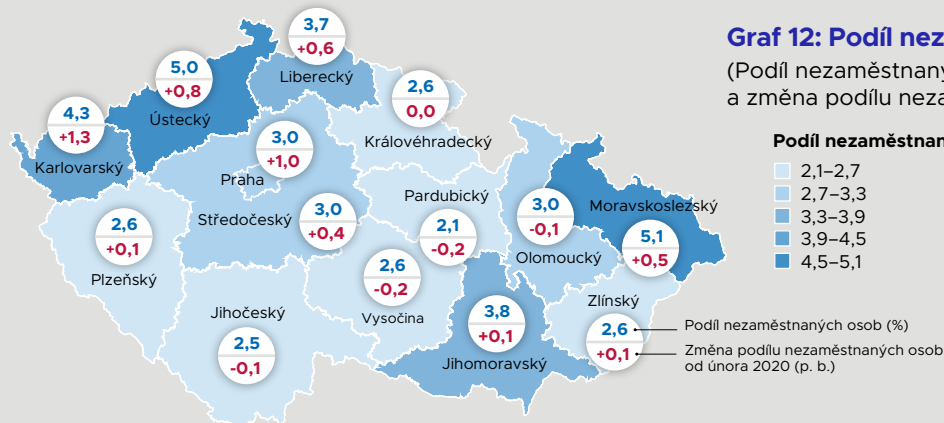 Graf 12: Podíl nez
(Podíl nezaměstnaný
a změna podílu neza
Podíl nezaměstnan
2,1–2,7
2,7–3,3
3,3–3,9
3,9–4,5
4,5–5,1
3,7
+0,6
Liberecký
5,0
+0,8
Ústecký
4,3
+1,3
Karlovarský
2,6
0,0
Královéhradecký
3,0
+1,0
Praha
Středočeský
3,0
+0,4
Pardubický
2,1
-0,2
3,0
-0,1
Olomoucký
Moravskoslezský
5,1
+0,5
2,6
+0,1
Plzeňský
2,6
-0,2
Vysočina
Jihočeský
2,5
-0,1
3,8
+0,1
Jihomoravský
Zlínský
2,6
+0,1
Podíl nezaměstnaných osob (%)
Změna podílu nezaměstnaných osob
od února 2020 (p. b.)